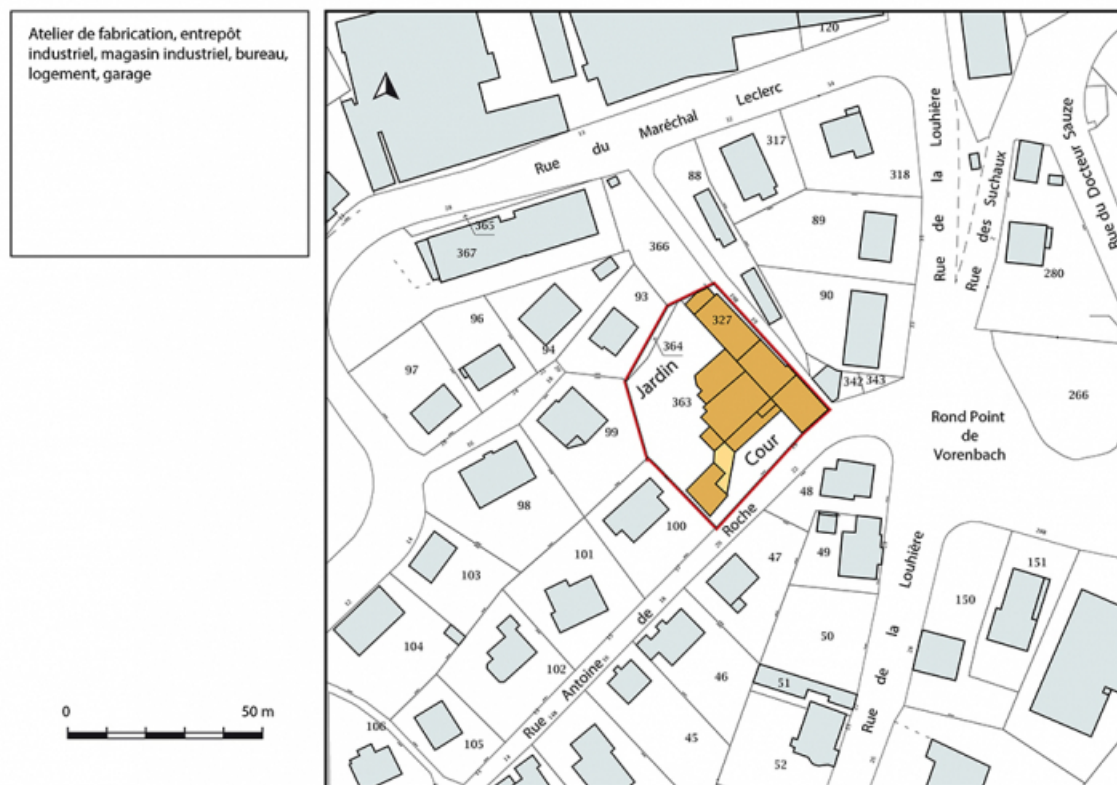 Atelier de fabrication, entrepôt
industriel, magasin industriel, bureau,
logement, garage
0 50 m
120
Rue du Maréchal Leclerc
317
318
88
89
90
365
367
366
93
96
94
97
327
364
363
Jardin
Cour
342
343
99
98
100
101
102
103
104
105
106
Rue Antoine de Roche
48
49
47
50
46
51
45
52
Rue de la Louhière
Rue des Suchaux
Rue du Docteur Sauze
280
266
Rond Point
de
Vorenbach
Rue de la Louhière
150
151